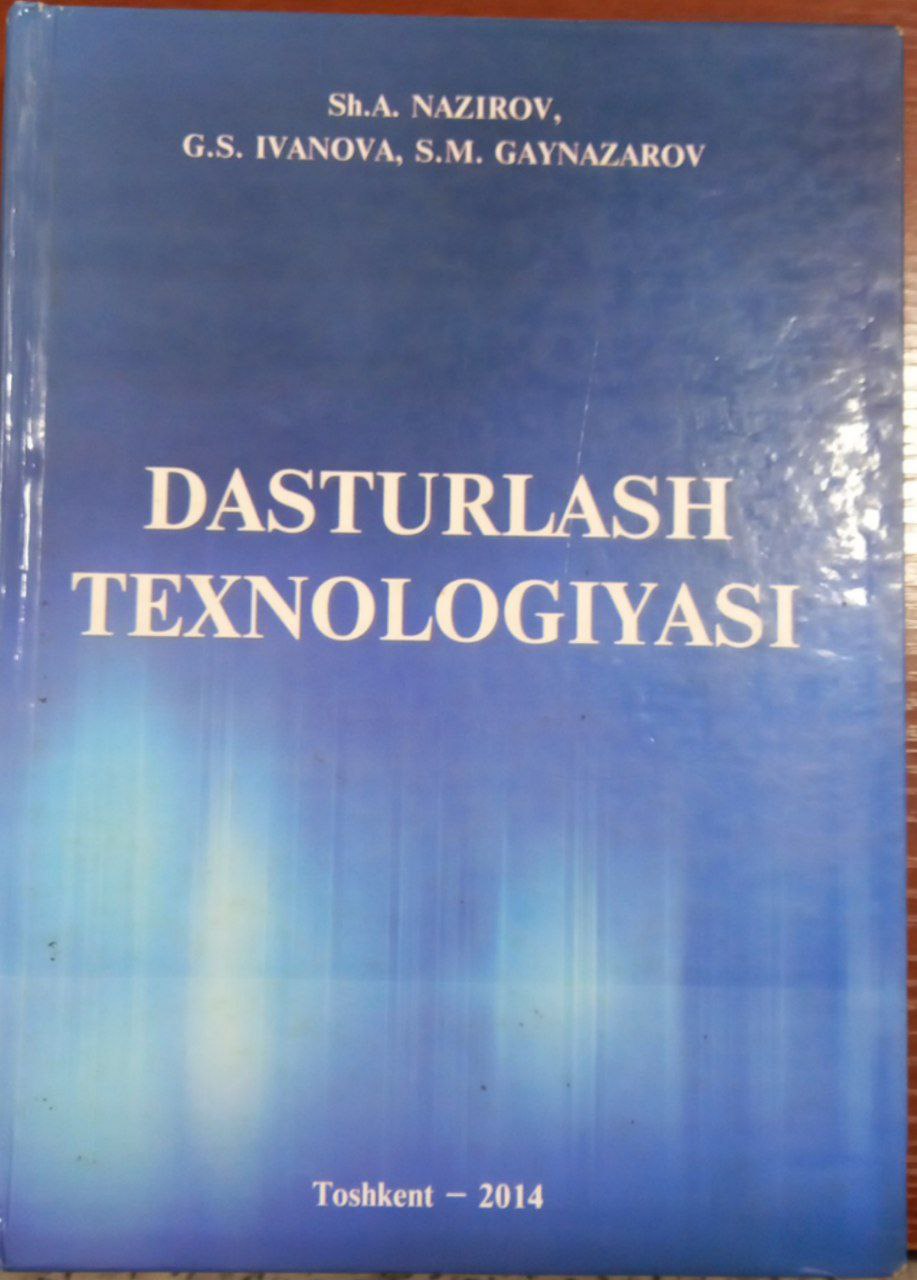 Sh.A. NAZIROV,
G.S. IVANOVA, S.M. GAYNAZAROV
DASTURLASH
TEXNOLOGIYASI
Toshkent – 2014